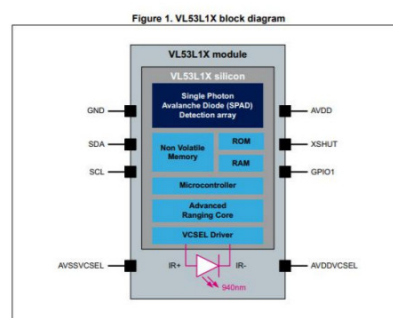 Figure 1. VL53L1X block diagram
VL53L1X module
VL53L1X silicon
Single Photon
Avalanche Diode (SPAD)
Detection array
Non Volatile
Memory
ROM
RAM
Microcontroller
Advanced
Ranging Core
VCSEL Driver
IR+
IR-
940nm
GND
SDA
SCL
AVSSVCSEL
AVDD
XSHUT
GPIO1
AVDDVCSEL